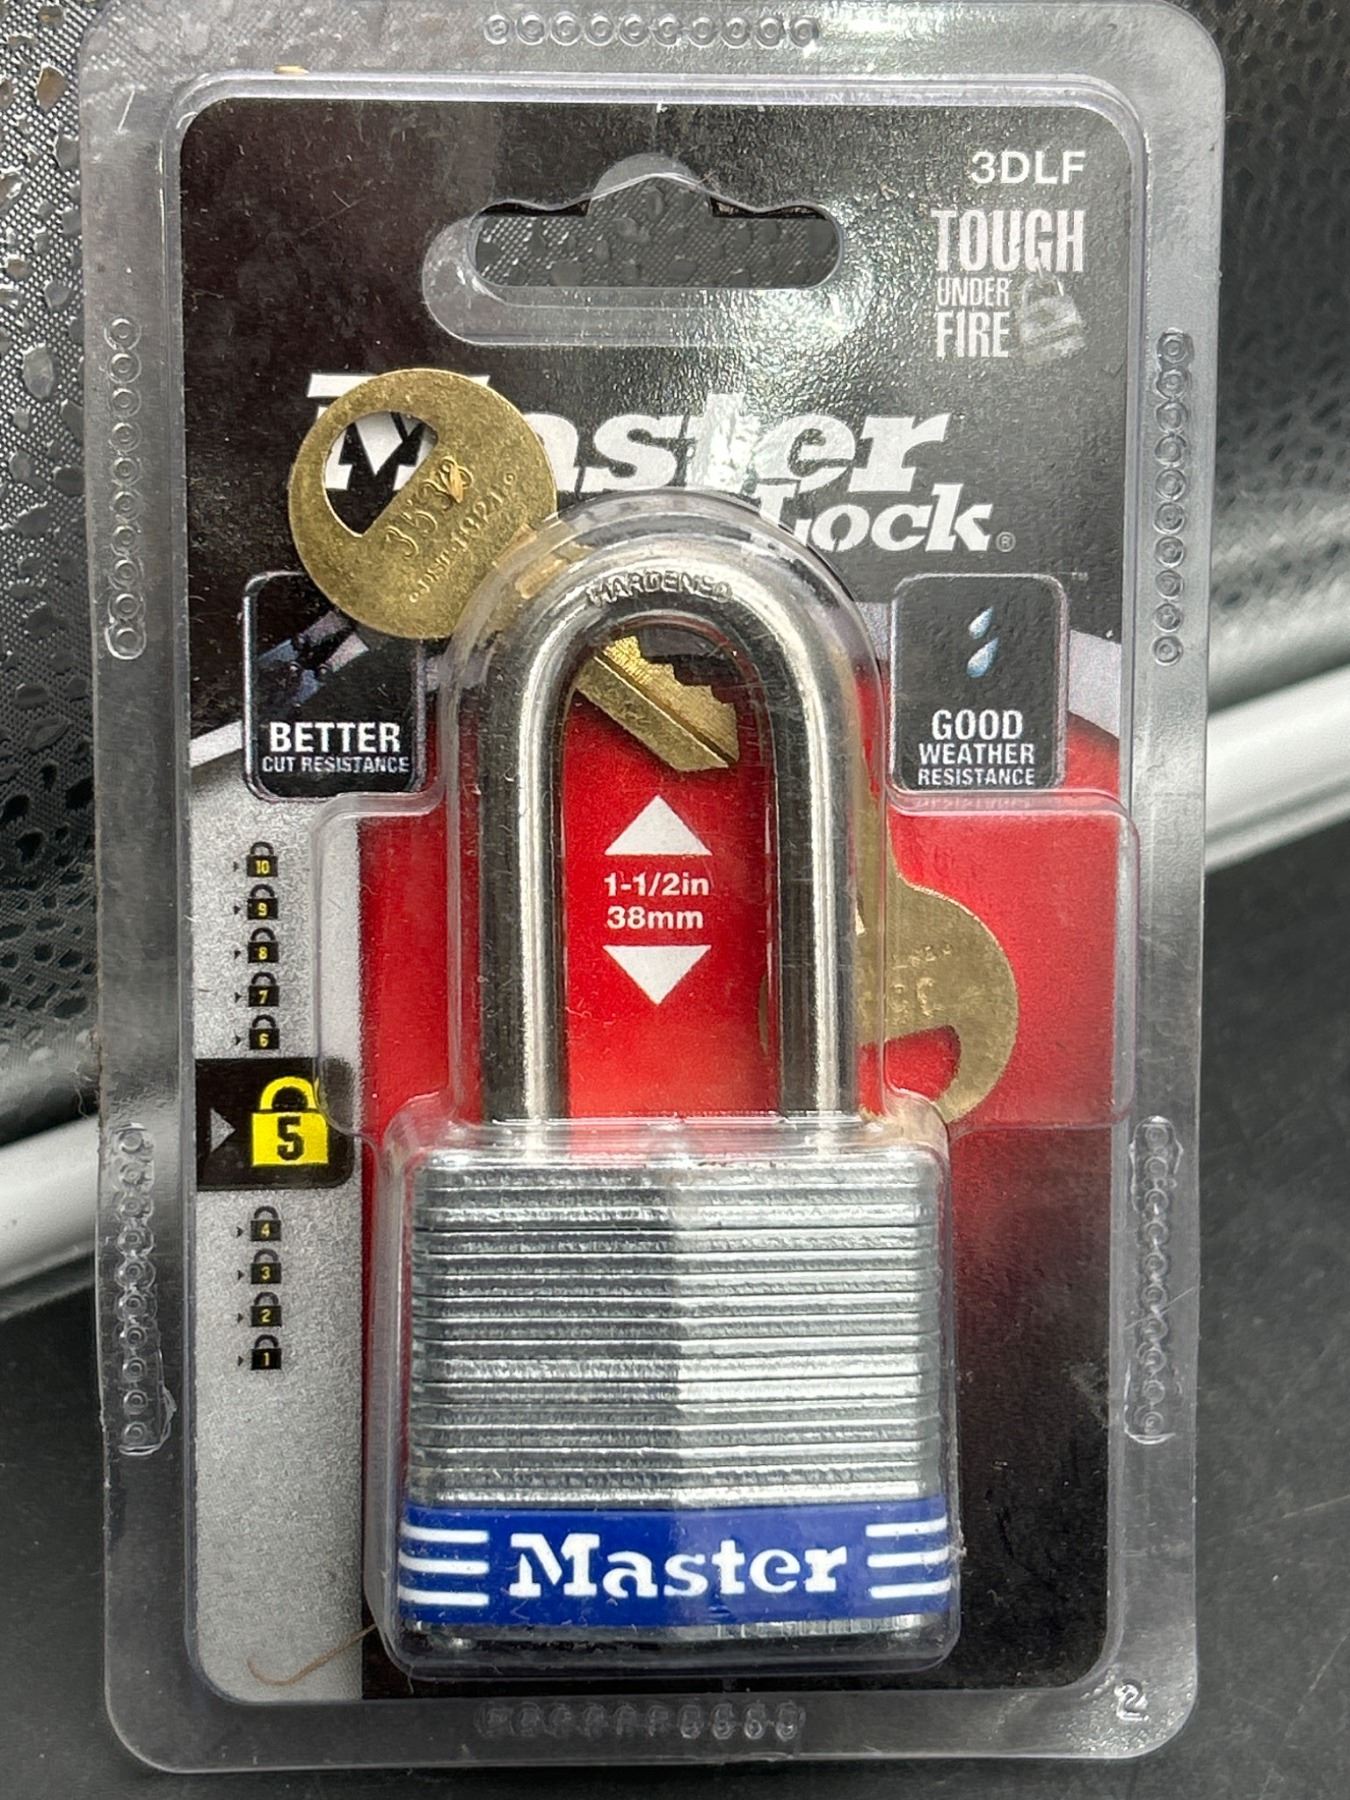 3DLF
TOUGH
UNDER
FIRE
Master
Lock®
HARDENED
BETTER
CUT RESISTANCE
GOOD
WEATHER
RESISTANCE
1-1/2in
38mm
10
9
8
7
6
5
4
3
2
1
Master
2